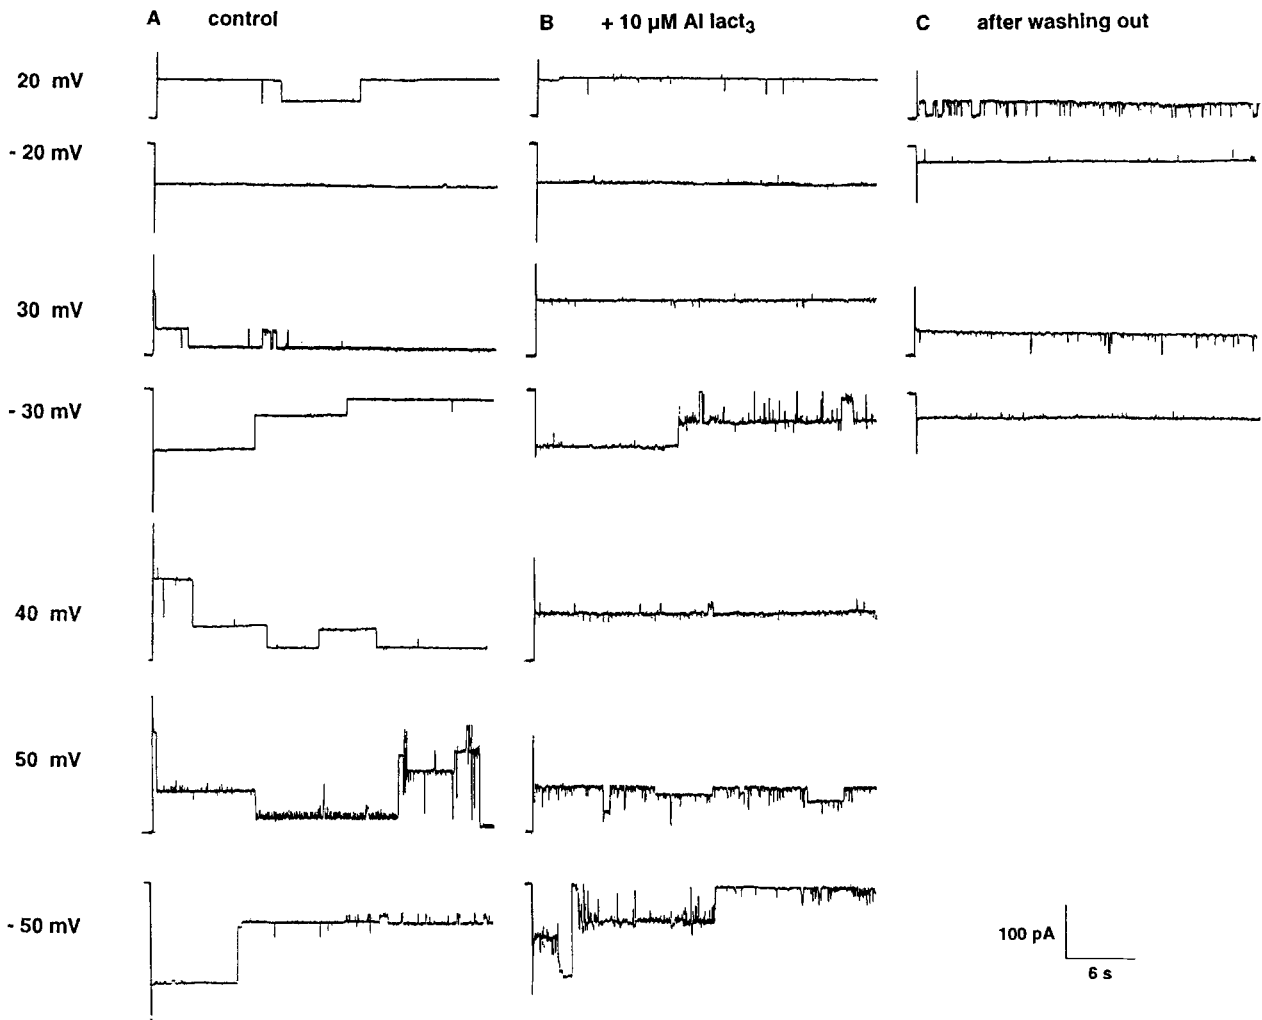 A control
B + 10 µM Al lact3
C after washing out
20 mV
- 20 mV
30 mV
- 30 mV
40 mV
50 mV
- 50 mV
100 pA
6 s